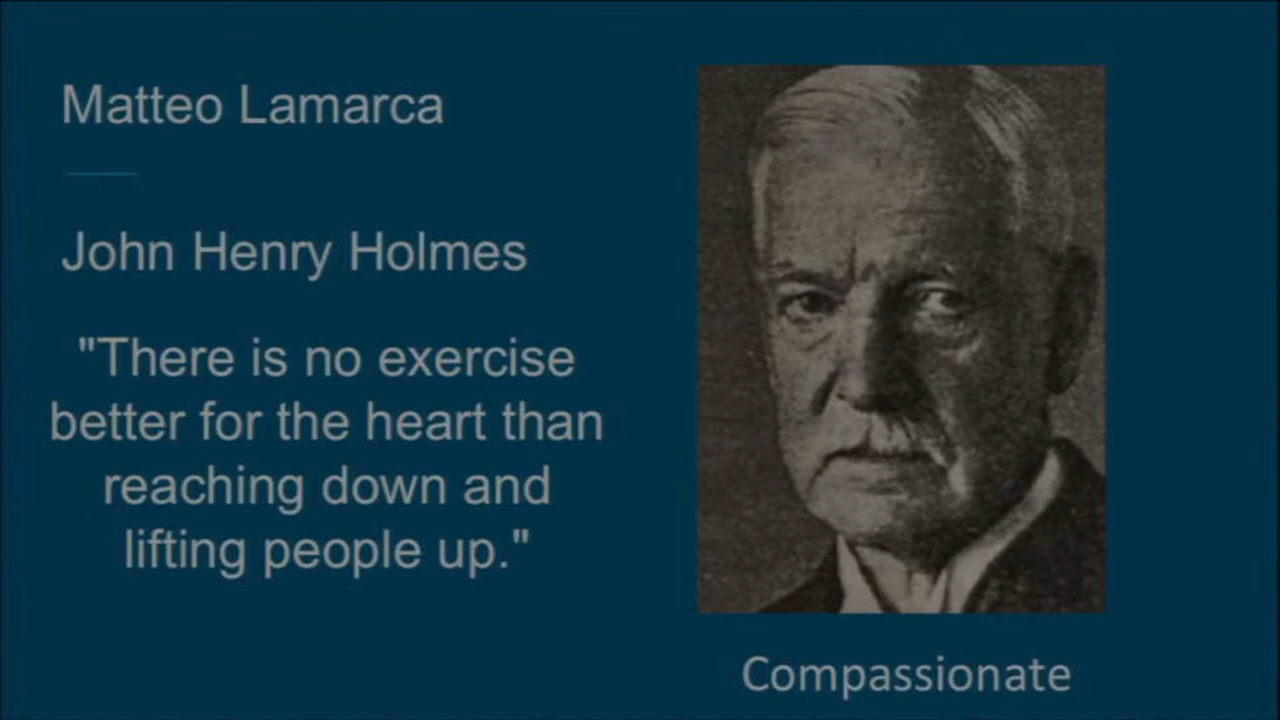 Matteo Lamarca
John Henry Holmes
"There is no exercise
better for the heart than
reaching down and
lifting people up."
Compassionate